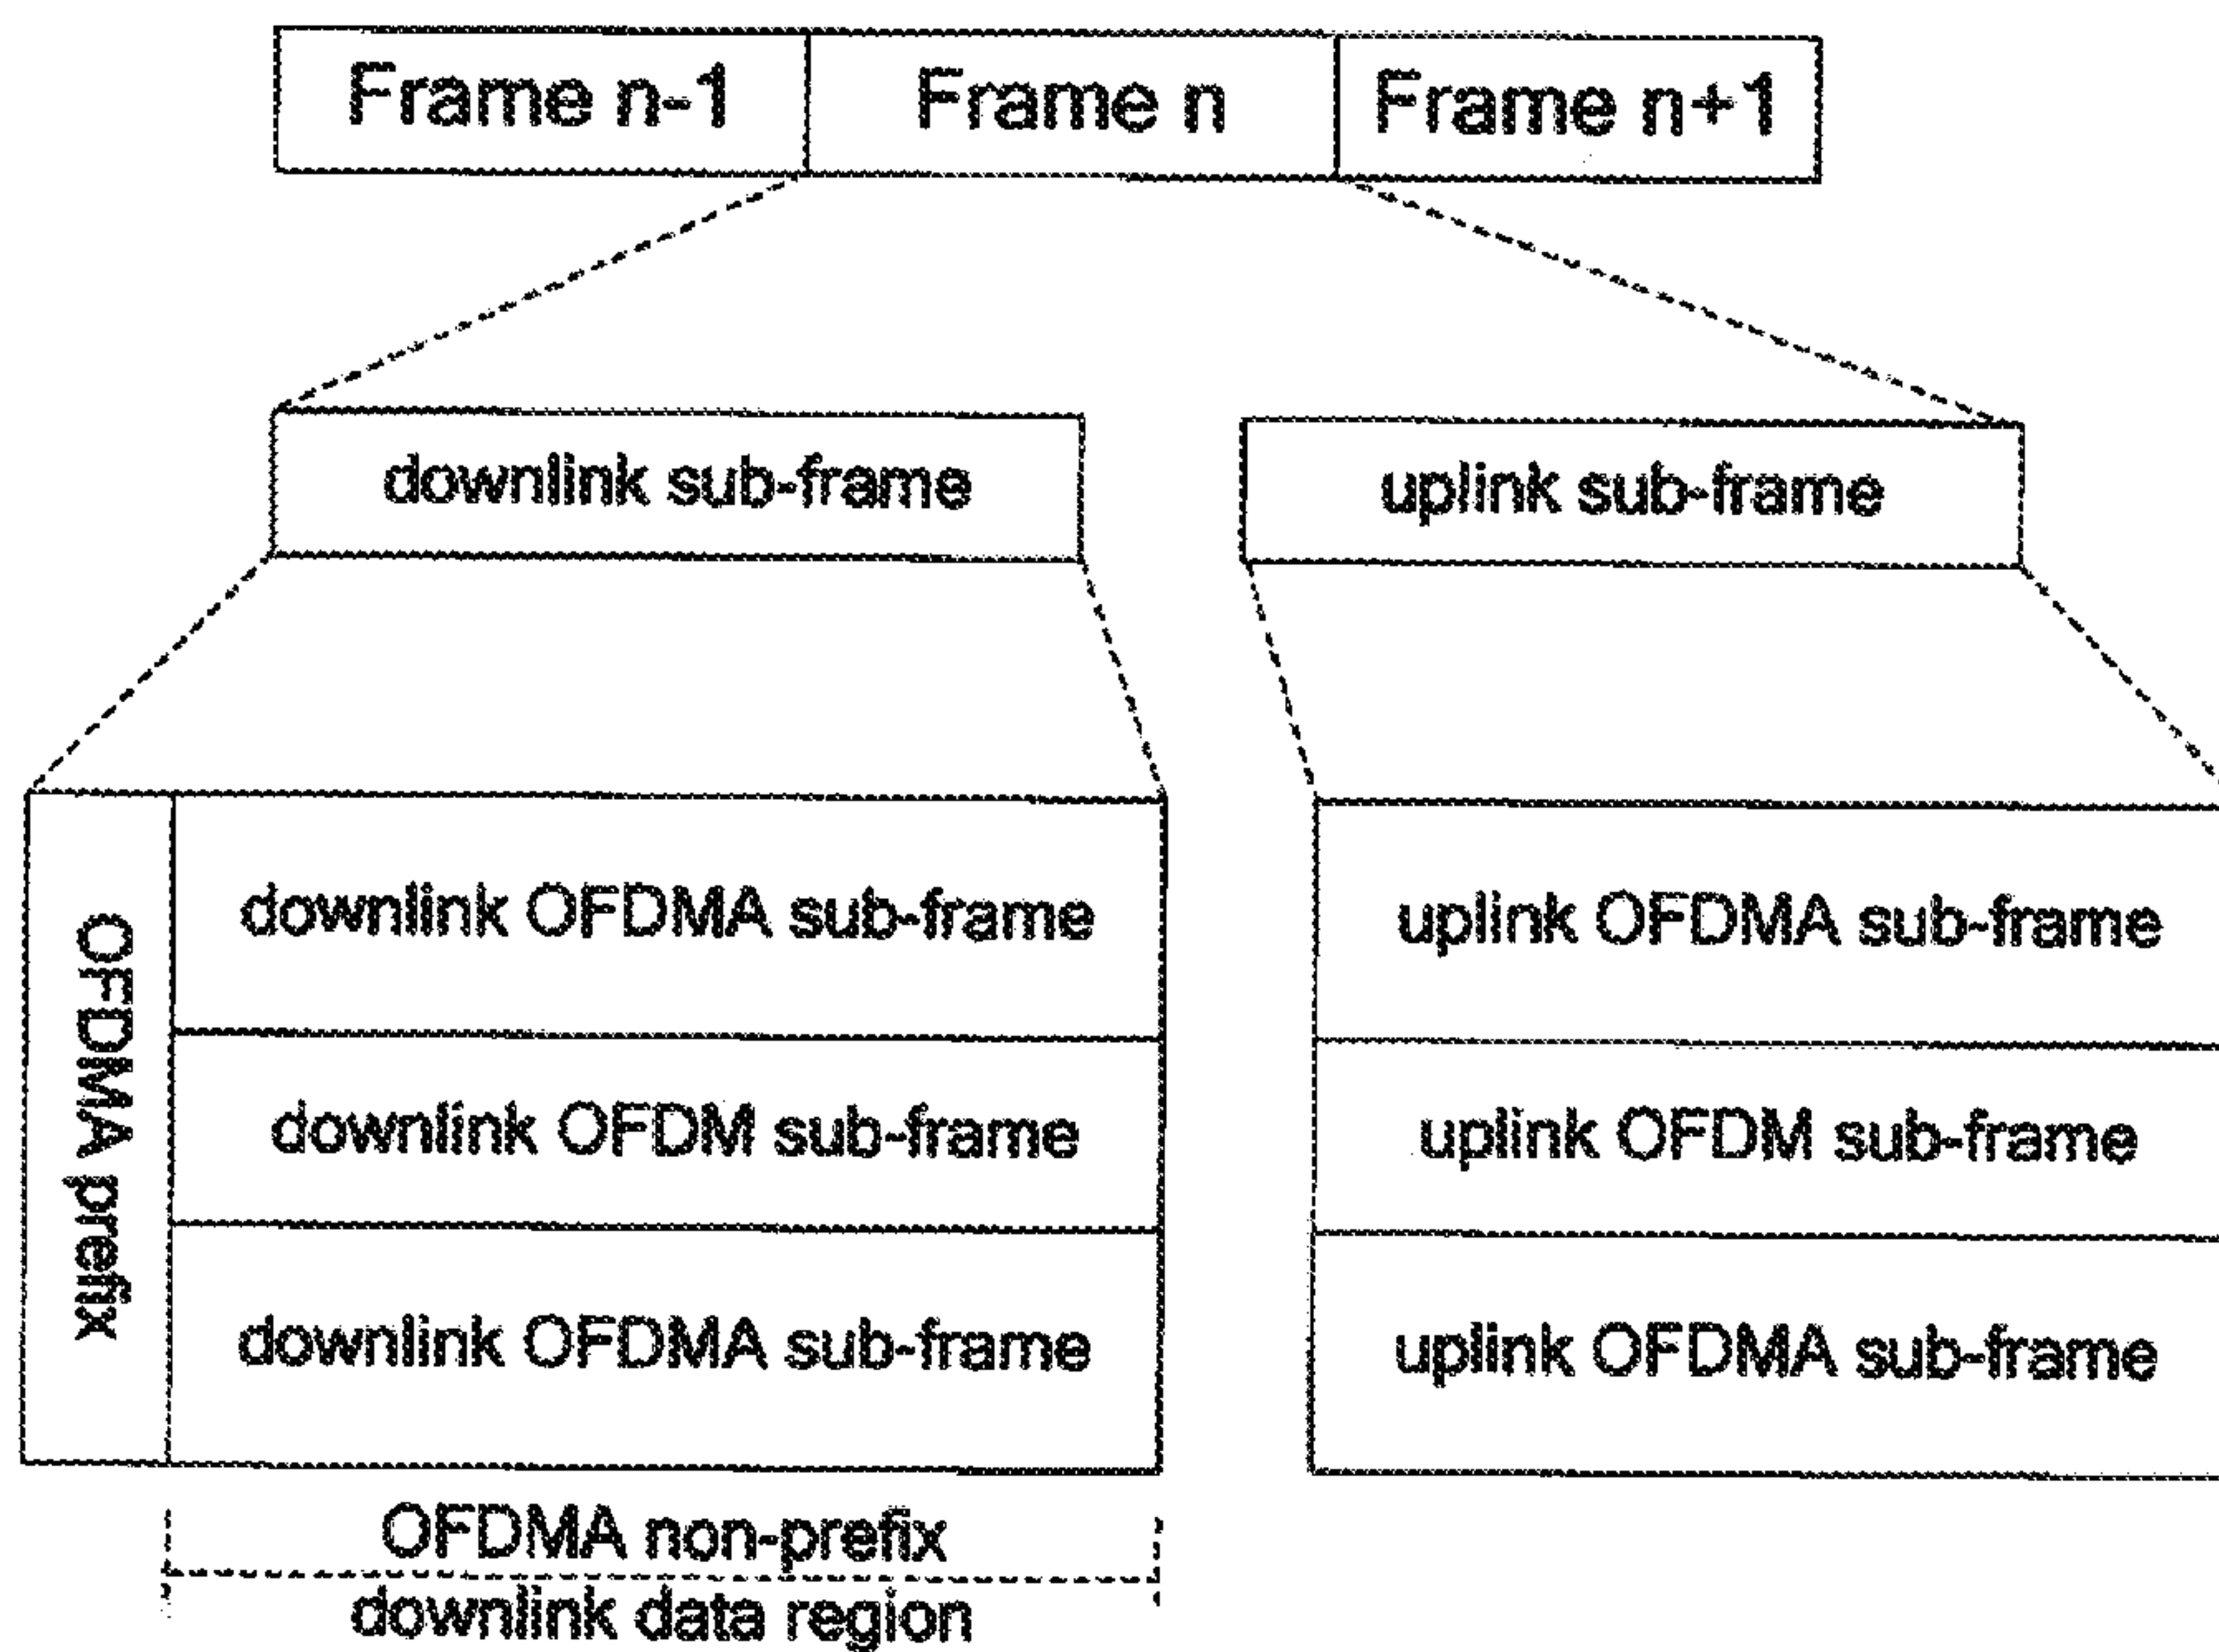 Frame n-1
Frame n
Frame n+1
downlink sub-frame
uplink sub-frame
OFDMA prefix
downlink OFDMA sub-frame
downlink OFDM sub-frame
downlink OFDMA sub-frame
uplink OFDMA sub-frame
uplink OFDM sub-frame
uplink OFDMA sub-frame
OFDMA non-prefix
downlink data region